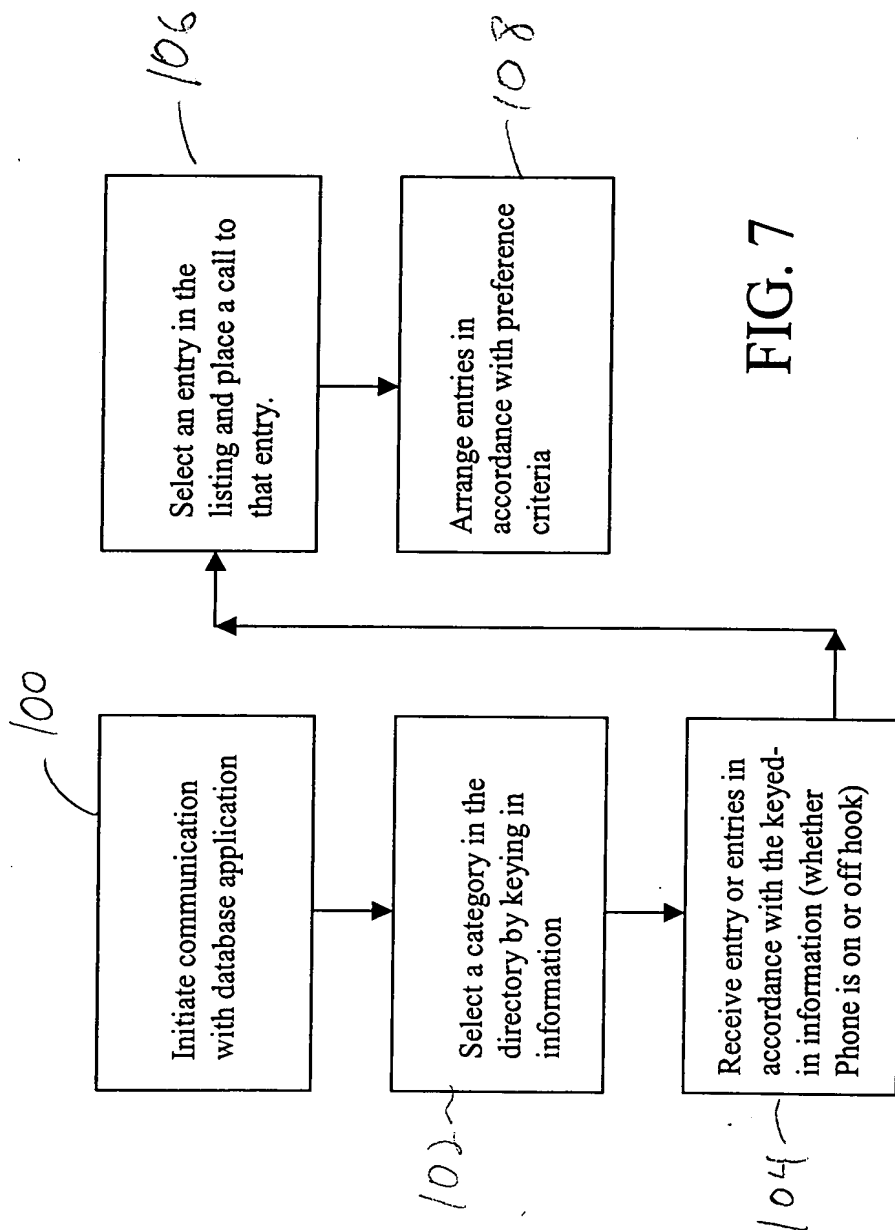 100
Initiate communication
with database application
102
Select a category in the
directory by keying in
information
104
Receive entry or entries in
accordance with the keyed-
in information (whether
Phone is on or off hook)
106
Select an entry in the
listing and place a call to
that entry.
108
Arrange entries in
accordance with preference
criteria
FIG. 7